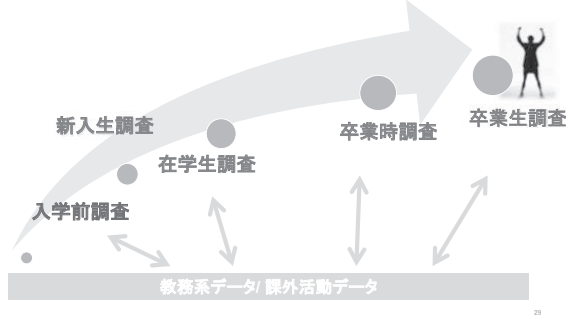 新入生調査
在学生調査
卒業時調査
卒業生調査
入学前調査
教務系データ/ 課外活動データ
29